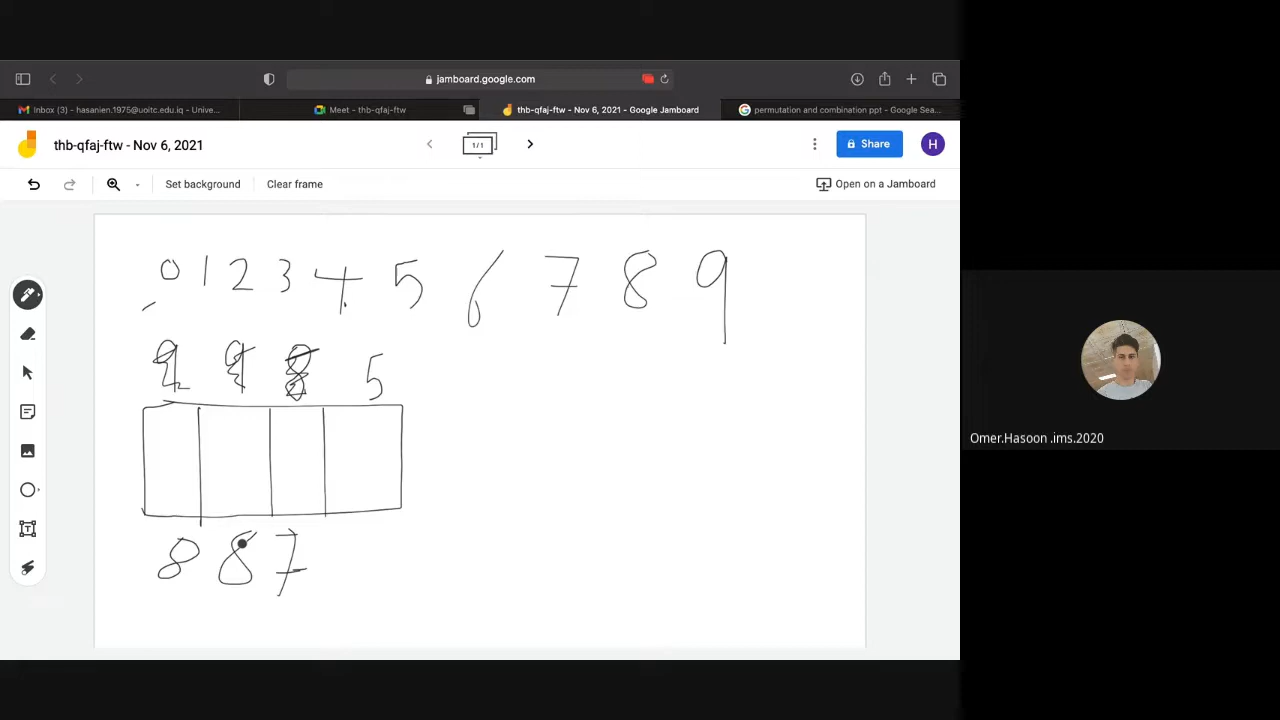 jamboard.google.com
Inbox (3) - hasanien.1975@uoitc.edu.iq - Unive...
Meet - thb-qfaj-ftw
thb-qfaj-ftw - Nov 6, 2021 - Google Jamboard
permutation and combination ppt - Google Sea...
thb-qfaj-ftw - Nov 6, 2021
1/1
Share
H
Set background
Clear frame
Open on a Jamboard
0 1 2 3 4 5 6 7 8 9
5
8 8 7
Omer.Hasoon .ims.2020